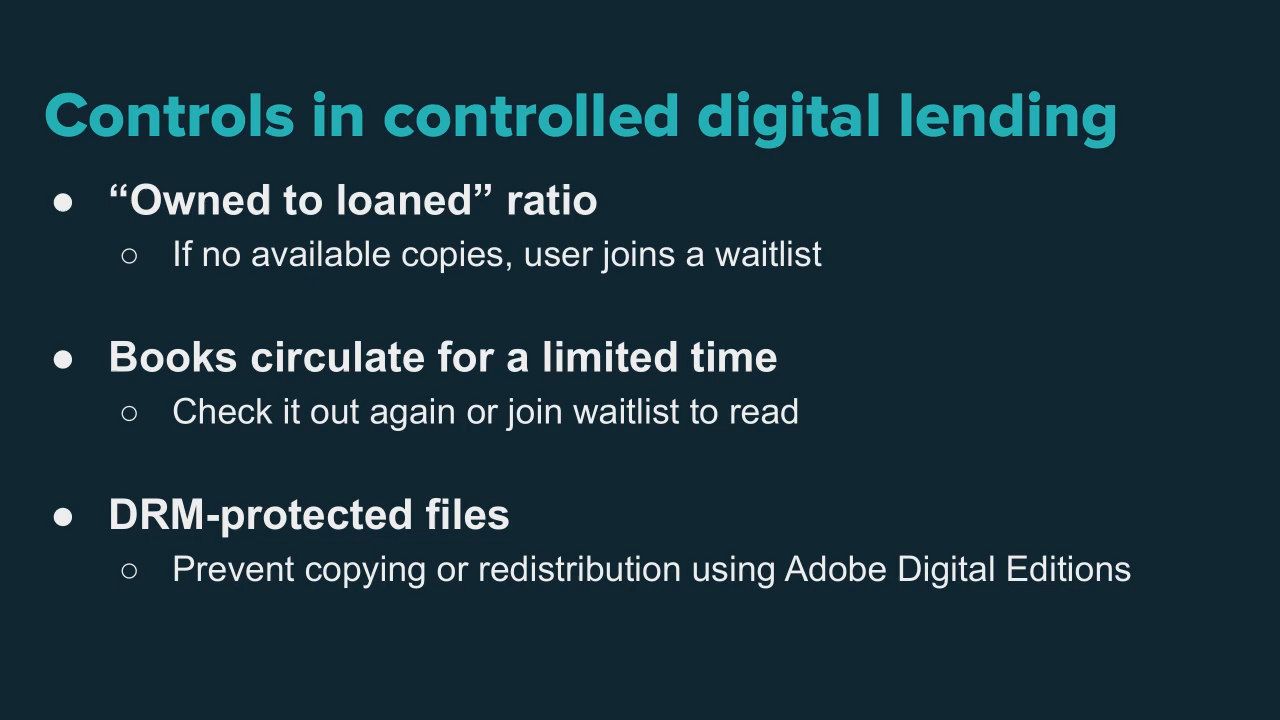 Controls in controlled digital lending
● “Owned to loaned” ratio
○ If no available copies, user joins a waitlist
● Books circulate for a limited time
○ Check it out again or join waitlist to read
● DRM-protected files
○ Prevent copying or redistribution using Adobe Digital Editions